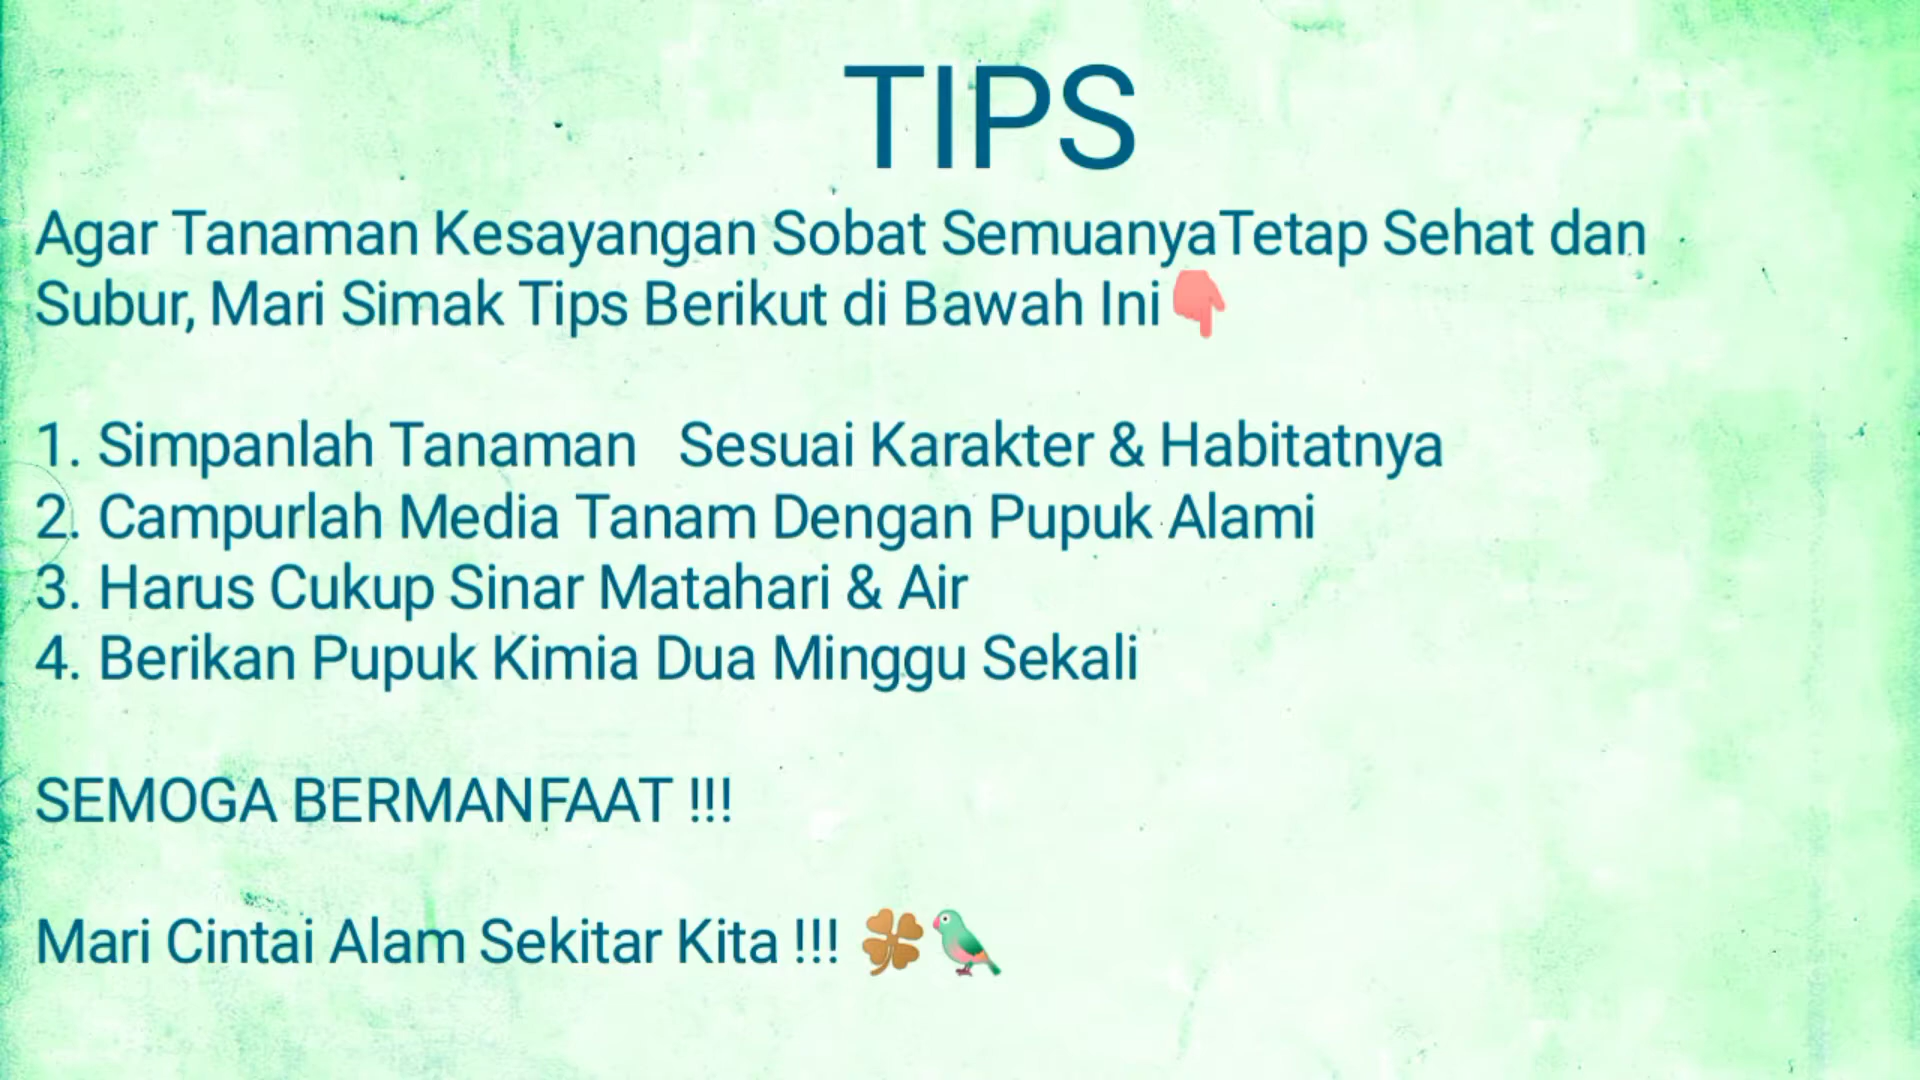 TIPS
Agar Tanaman Kesayangan Sobat SemuanyaTetap Sehat dan
Subur, Mari Simak Tips Berikut di Bawah Ini👇
1. Simpanlah Tanaman   Sesuai Karakter & Habitatnya
2. Campurlah Media Tanam Dengan Pupuk Alami
3. Harus Cukup Sinar Matahari & Air
4. Berikan Pupuk Kimia Dua Minggu Sekali
SEMOGA BERMANFAAT !!!
Mari Cintai Alam Sekitar Kita !!! 🍀🦜